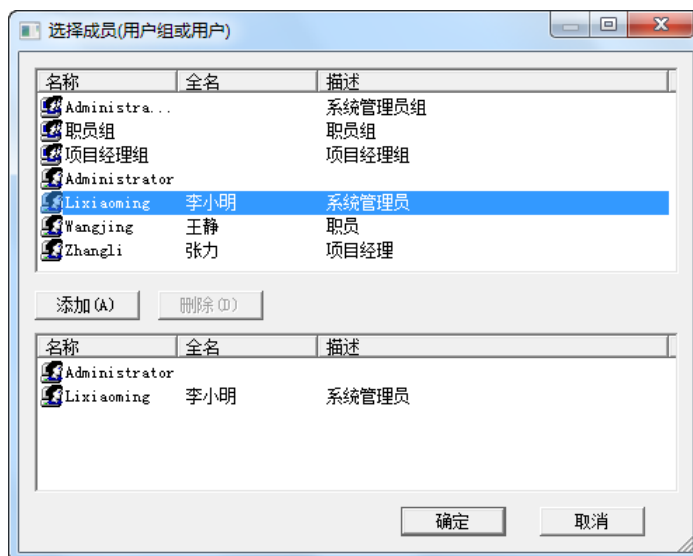 选择成员(用户组或用户)
名称 全名 描述
Administra... 系统管理员组
职员组 职员组
项目经理组 项目经理组
Administrator
Lixiaoming 李小明 系统管理员
Wangjing 王静 职员
Zhangli 张力 项目经理
添加(A) 删除(D)
名称 全名 描述
Administrator
Lixiaoming 李小明 系统管理员
确定 取消